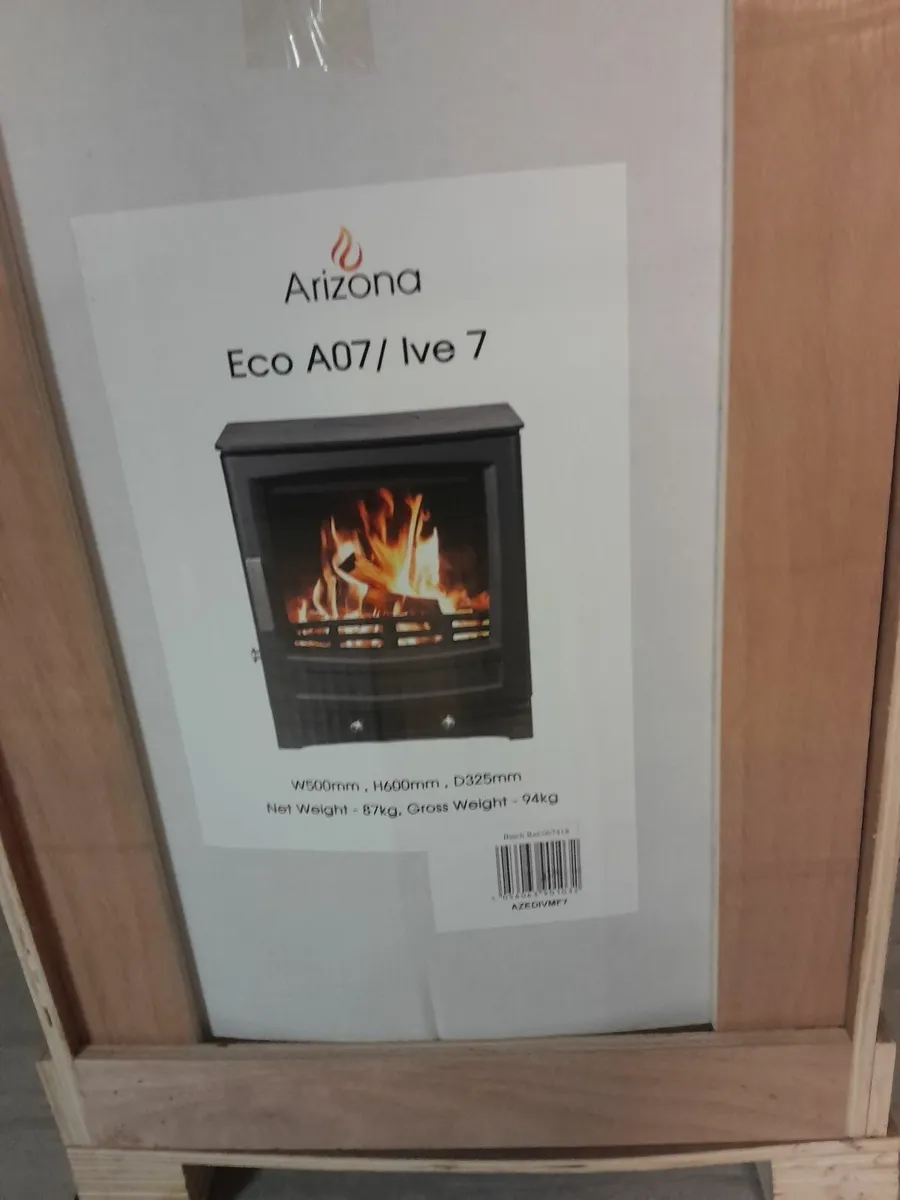 Arizona
Eco A07/ Ive 7
W500mm , H600mm , D325mm
Net Weight - 87kg, Gross Weight - 94kg
AZEDIVMF7